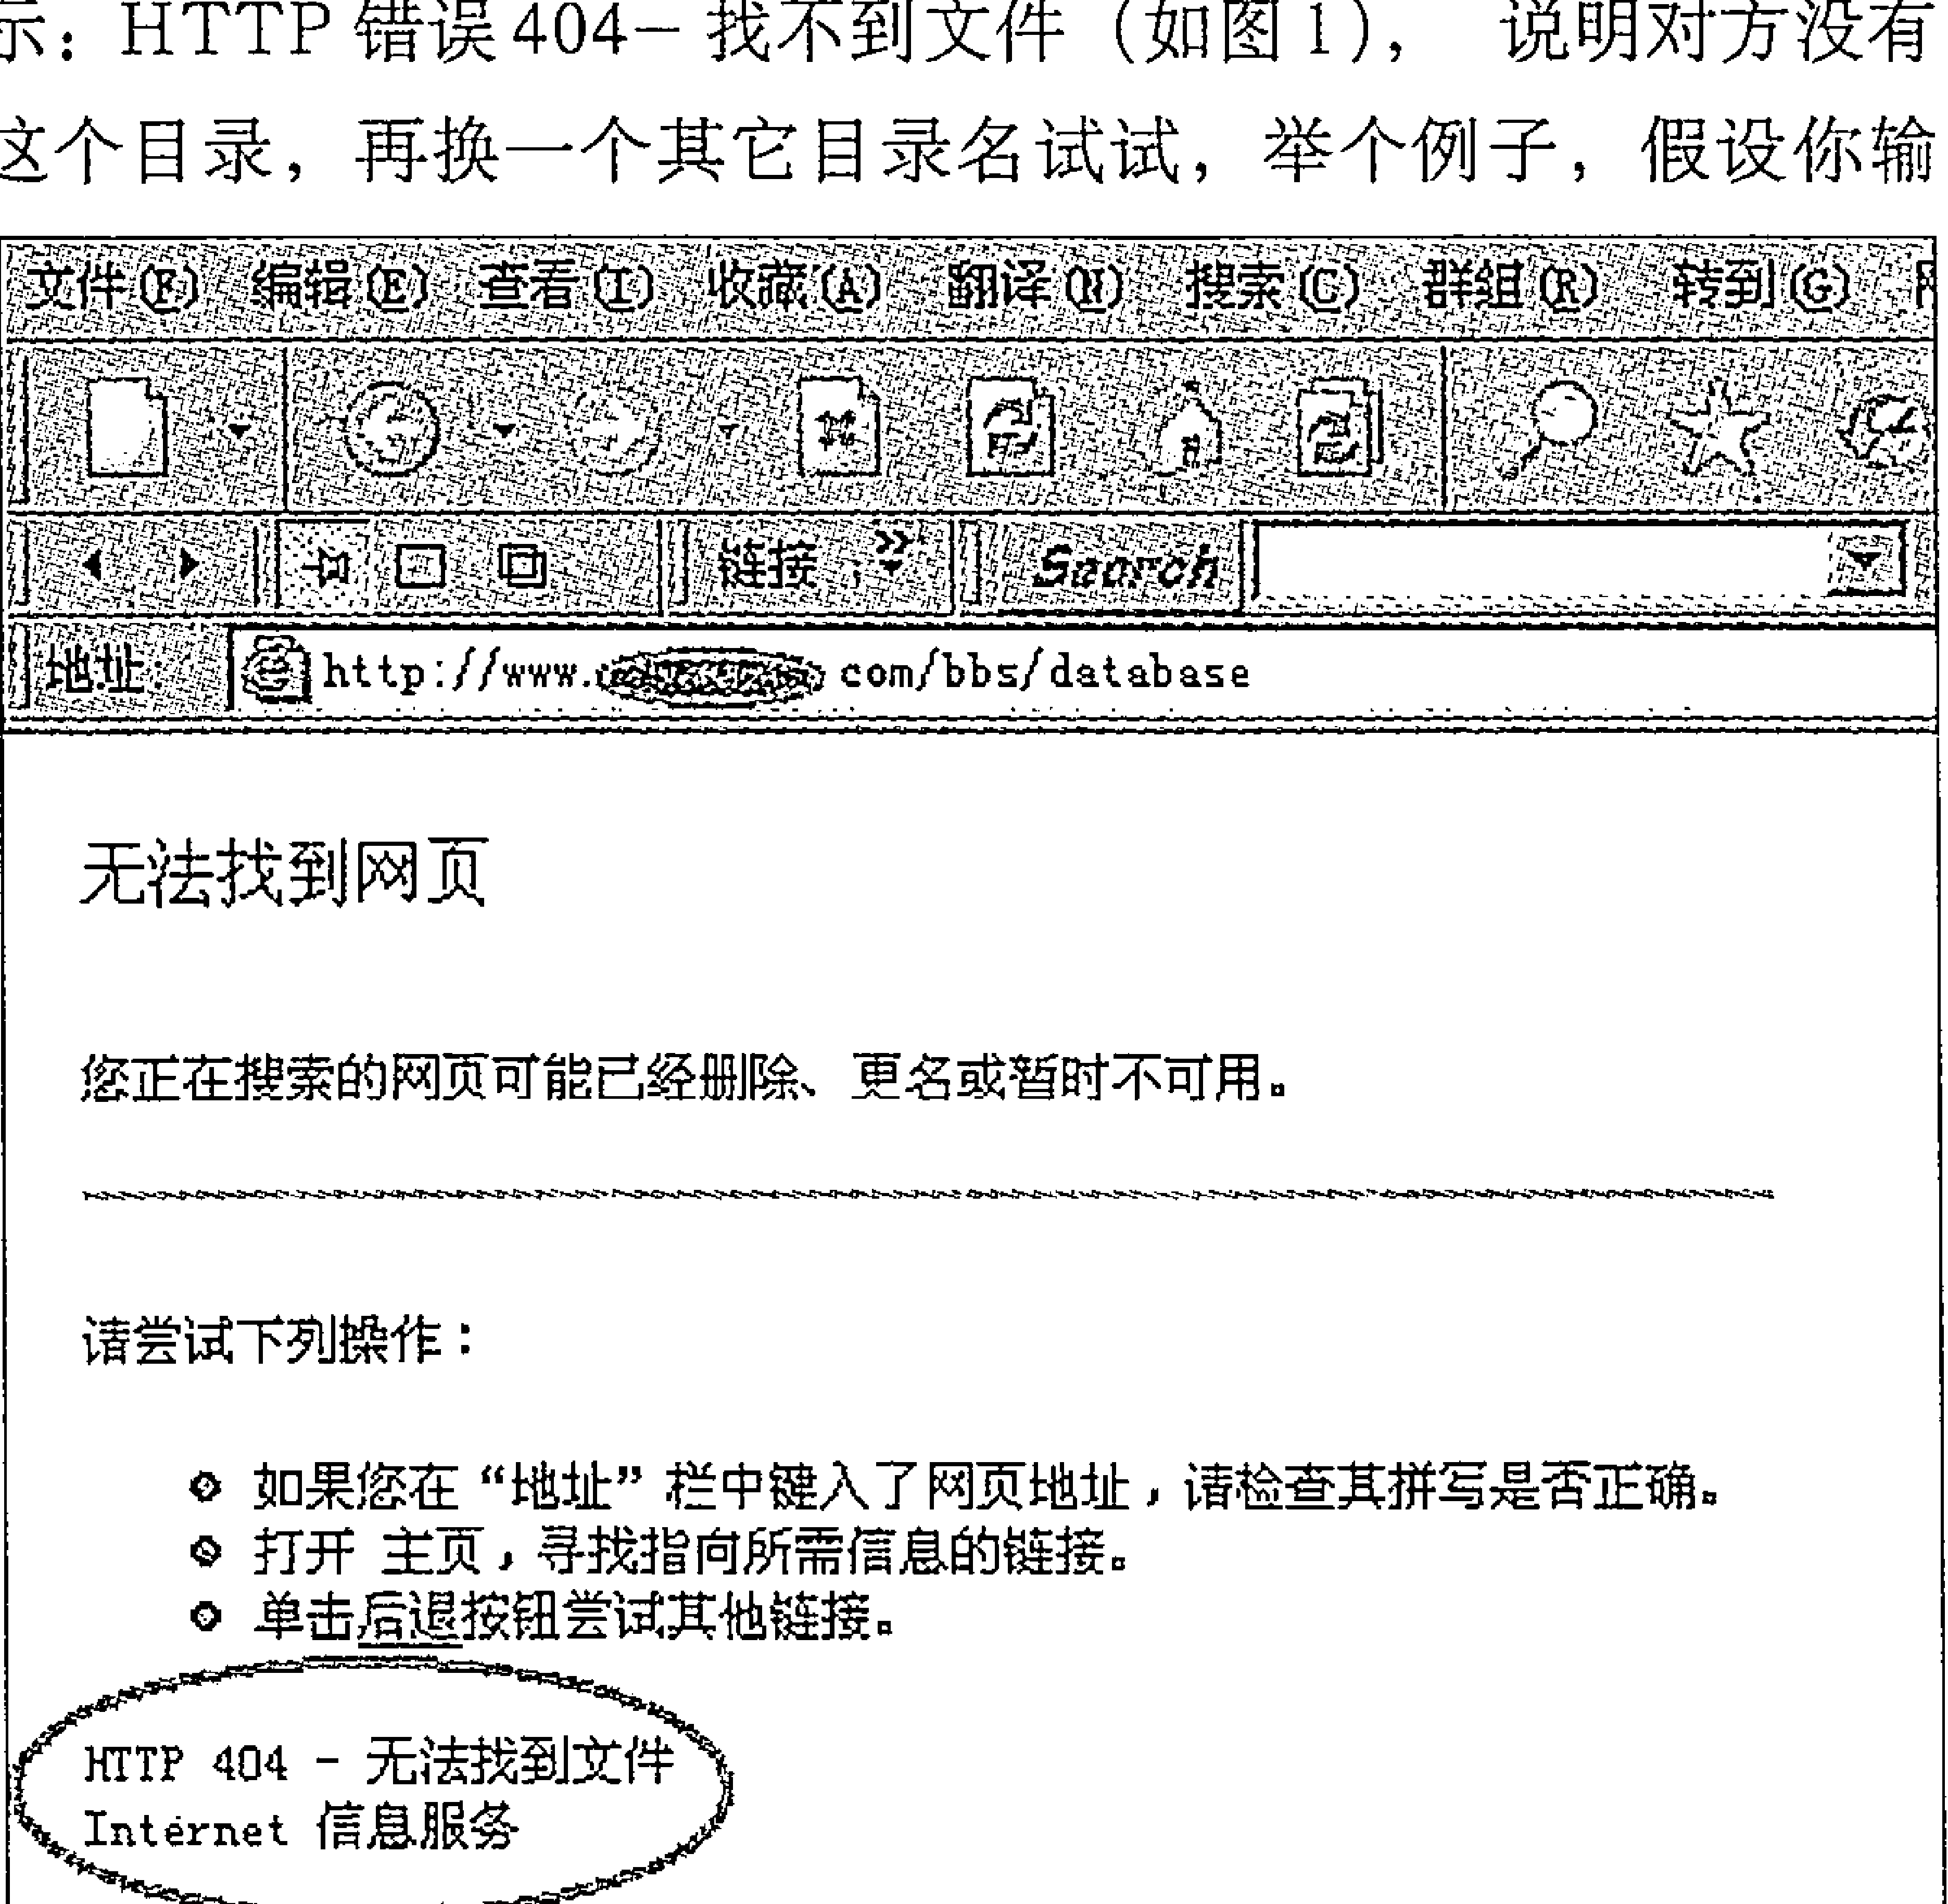 示：HTTP 错误 404- 找不到文件（如图 1）， 说明对方没有
这个目录，再换一个其它目录名试试，举个例子，假设你输
文件(F) 编辑(E) 查看(I) 收藏(A) 翻译(N) 搜索(C) 群组(R) 转到(G)
链接 Search
地址: http://www. com/bbs/database
无法找到网页
您正在搜索的网页可能已经删除、更名或暂时不可用。
请尝试下列操作：
如果您在“地址”栏中键入了网页地址，请检查其拼写是否正确。
打开 主页，寻找指向所需信息的链接。
单击后退按钮尝试其他链接。
HTTP 404 - 无法找到文件
Internet 信息服务